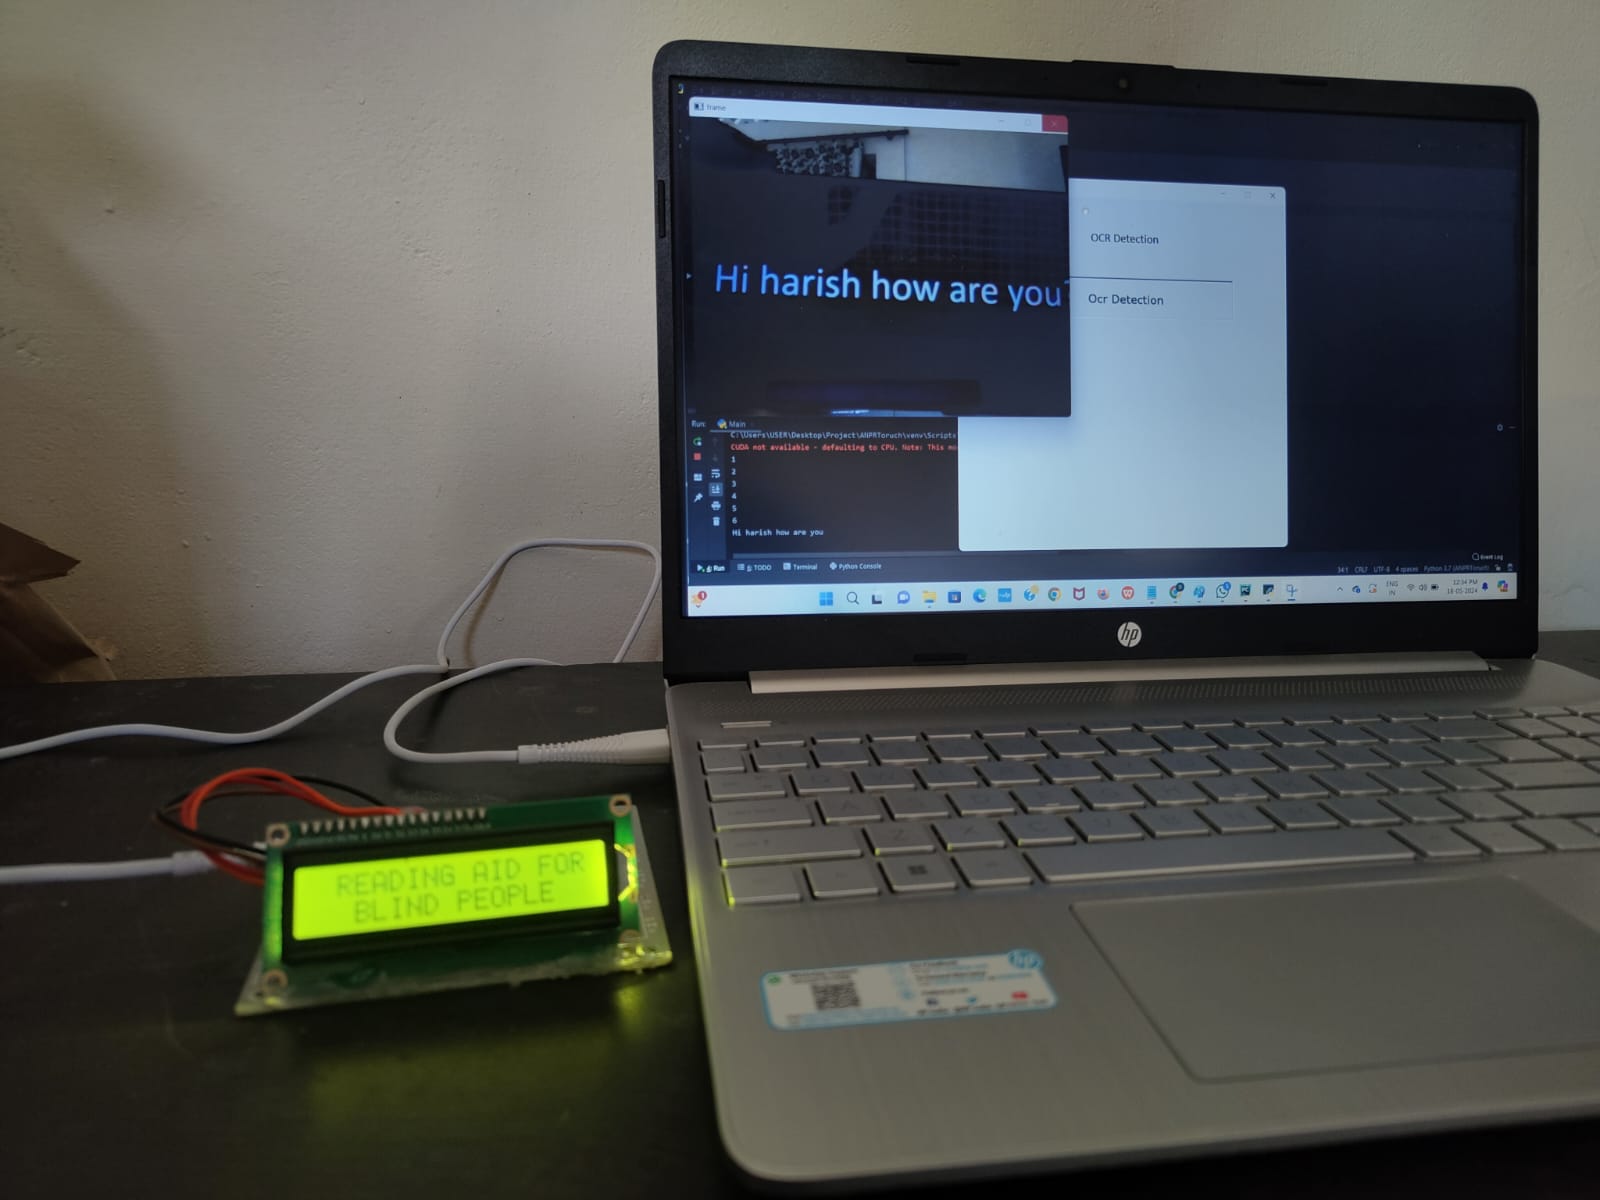 frame
Hi harish how are you
OCR Detection
Ocr Detection
Run: Main
C:\Users\USER\Desktop\Project\ANPRToruch\venv\Scripts
CUDA not available - defaulting to CPU. Note: This
1
2
3
4
5
6
Hi harish how are you
Event Log
Run
TODO
Terminal
Python Console
34:1 CRLF UTF-8 4 spaces Python 3.7 (ANPRToruch)
ENG
IN
12:34 PM
18-05-2024
hp
READING AID FOR
BLIND PEOPLE
hp